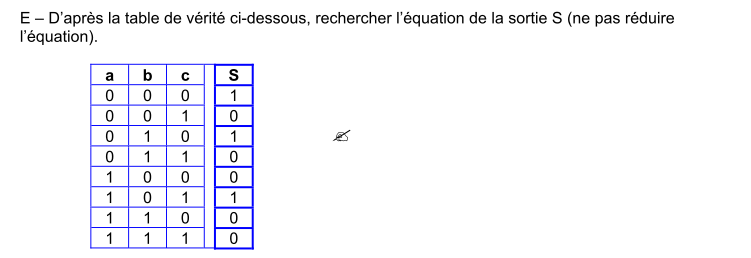 E – D'après la table de vérité ci-dessous, rechercher l'équation de la sortie S (ne pas réduire
l'équation).
a b c S
0 0 0 1
0 0 1 0
0 1 0 1
0 1 1 0
1 0 0 0
1 0 1 1
1 1 0 0
1 1 1 0